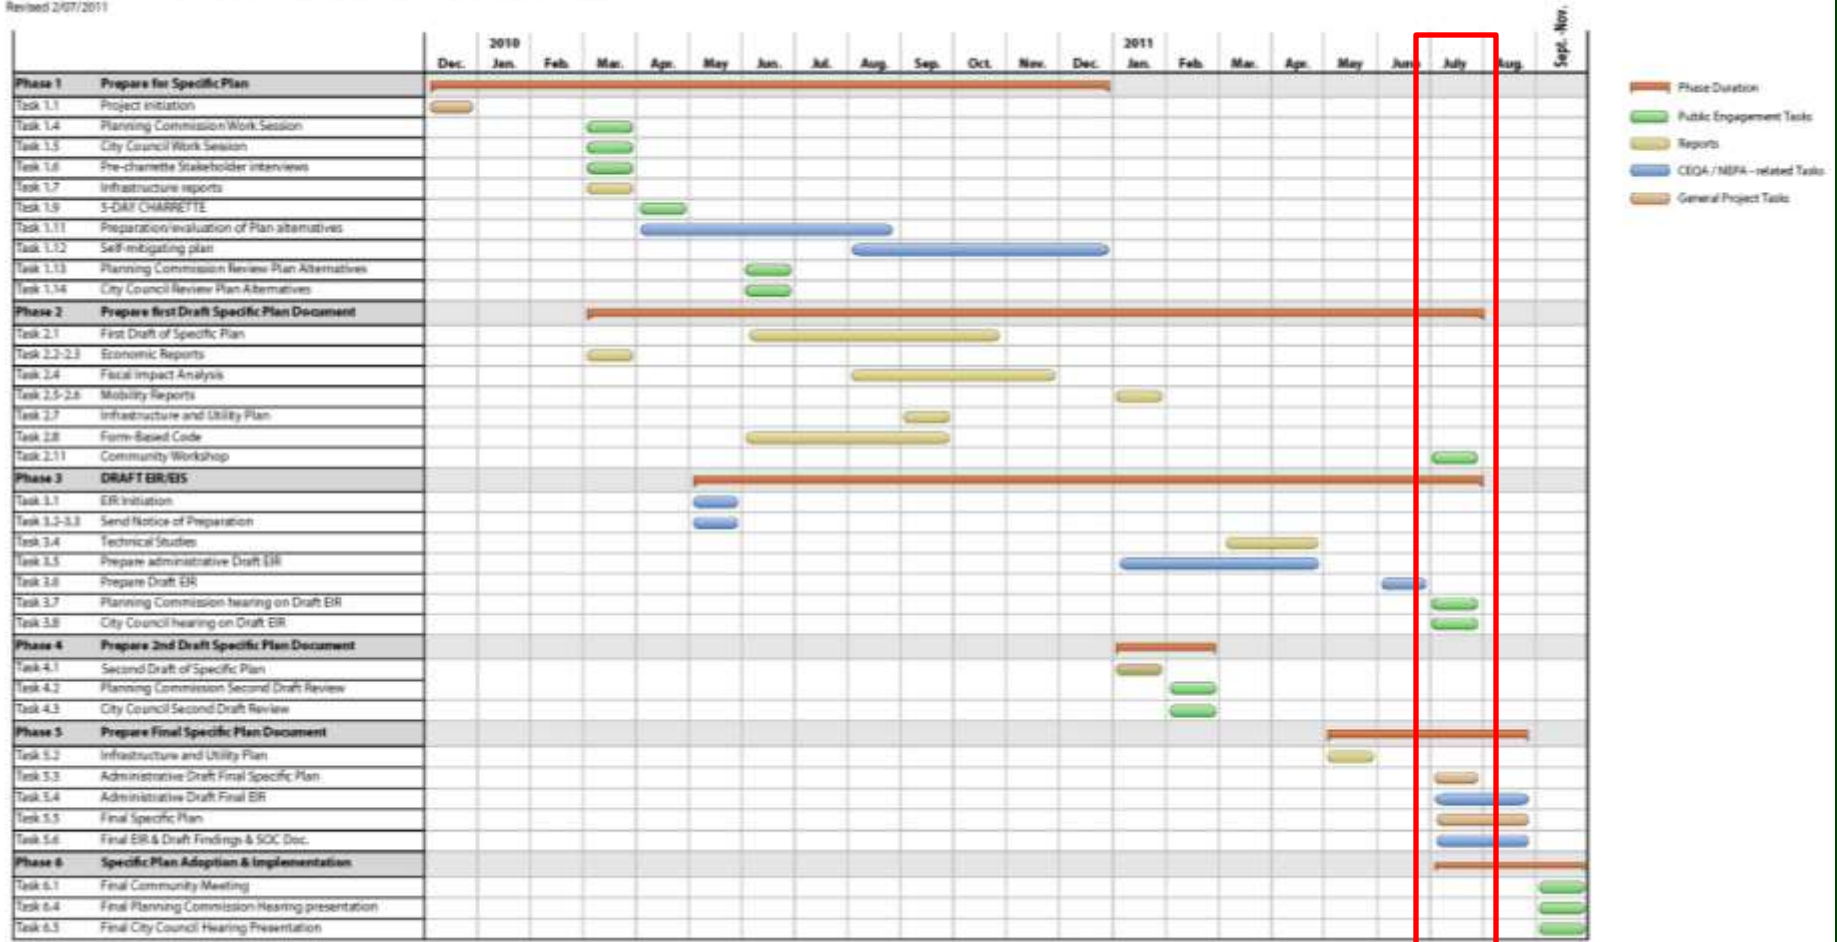 Revised 2/07/2011
2010 2011
Dec. Jan. Feb. Mar. Apr. May Jun. Jul. Aug. Sep. Oct. Nov. Dec. Jan. Feb. Mar. Apr. May June July Aug. Sept.-Nov.
Phase 1 Prepare for Specific Plan
Task 1.1 Project initiation
Task 1.4 Planning Commission Work Session
Task 1.5 City Council Work Session
Task 1.6 Pre-charrette Stakeholder interviews
Task 1.7 Infrastructure reports
Task 1.9 5-DAY CHARRETTE
Task 1.11 Preparation/evaluation of Plan alternatives
Task 1.12 Self-mitigating plan
Task 1.13 Planning Commission Review Plan Alternatives
Task 1.14 City Council Review Plan Alternatives
Phase 2 Prepare first Draft Specific Plan Document
Task 2.1 First Draft of Specific Plan
Task 2.2-2.3 Economic Reports
Task 2.4 Fiscal Impact Analysis
Task 2.5-2.6 Mobility Reports
Task 2.7 Infrastructure and Utility Plan
Task 2.8 Form-Based Code
Task 2.11 Community Workshop
Phase 3 DRAFT EIR/EIS
Task 3.1 EIR Initiation
Task 3.2-3.3 Send Notice of Preparation
Task 3.4 Technical Studies
Task 3.5 Prepare administrative Draft EIR
Task 3.6 Prepare Draft EIR
Task 3.7 Planning Commission hearing on Draft EIR
Task 3.8 City Council hearing on Draft EIR
Phase 4 Prepare 2nd Draft Specific Plan Document
Task 4.1 Second Draft of Specific Plan
Task 4.2 Planning Commission Second Draft Review
Task 4.3 City Council Second Draft Review
Phase 5 Prepare Final Specific Plan Document
Task 5.2 Infrastructure and Utility Plan
Task 5.3 Administrative Draft Final Specific Plan
Task 5.4 Administrative Draft Final EIR
Task 5.5 Final Specific Plan
Task 5.6 Final EIR & Draft Findings & SOC Doc.
Phase 6 Specific Plan Adoption & Implementation
Task 6.1 Final Community Meeting
Task 6.4 Final Planning Commission Hearing presentation
Task 6.5 Final City Council Hearing Presentation
Phase Duration
Public Engagement Tasks
Reports
CEQA / NEPA - related Tasks
General Project Tasks